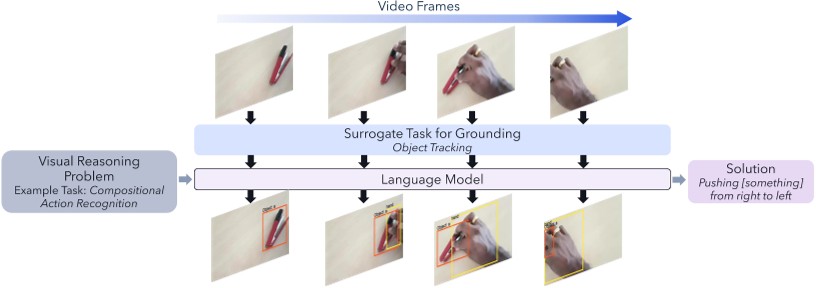 Video Frames
Surrogate Task for Grounding
Object Tracking
Visual Reasoning
Problem
Example Task: Compositional
Action Recognition
Language Model
Solution
Pushing [something]
from right to left